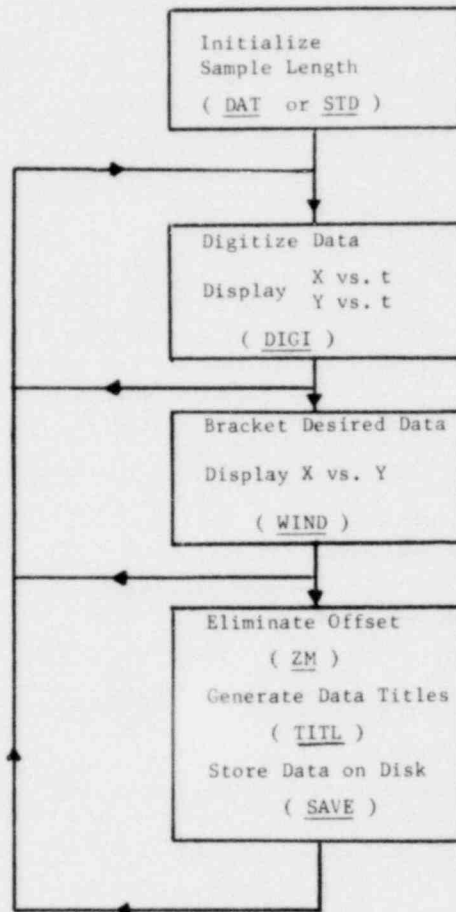 Initialize
Sample Length
( DAT or STD )
Digitize Data
Display X vs. t
Y vs. t
( DIGI )
Bracket Desired Data
Display X vs. Y
( WIND )
Eliminate Offset
( ZM )
Generate Data Titles
( TITL )
Store Data on Disk
( SAVE )